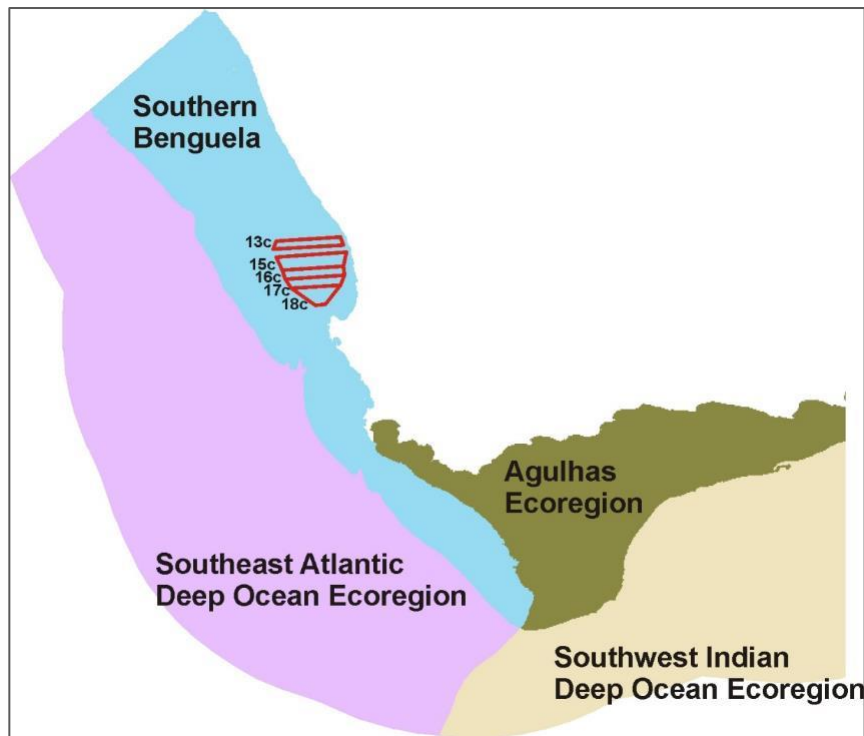 Southern
Benguela
13c
15c
16c
17c
18c
Agulhas
Ecoregion
Southeast Atlantic
Deep Ocean Ecoregion
Southwest Indian
Deep Ocean Ecoregion